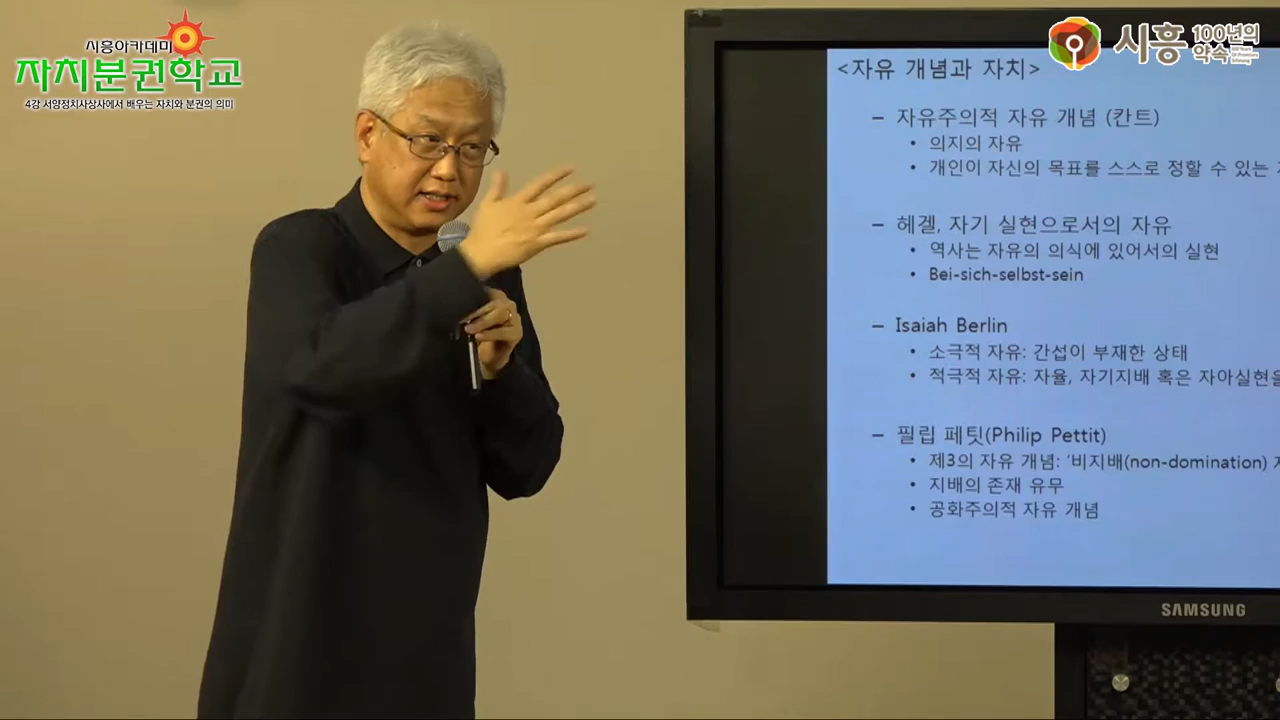 시흥아카데미
자치분권학교
4강 서양정치사상사에서 배우는 자치와 분권의 의미
시흥 100년의
약속
<자유 개념과 자치>
– 자유주의적 자유 개념 (칸트)
• 의지의 자유
• 개인이 자신의 목표를 스스로 정할 수 있는
– 헤겔, 자기 실현으로서의 자유
• 역사는 자유의 의식에 있어서의 실현
• Bei-sich-selbst-sein
– Isaiah Berlin
• 소극적 자유: 간섭이 부재한 상태
• 적극적 자유: 자율, 자기지배 혹은 자아실현을
– 필립 페팃(Philip Pettit)
• 제3의 자유 개념: ‘비지배(non-domination)
• 지배의 존재 유무
• 공화주의적 자유 개념
SAMSUNG